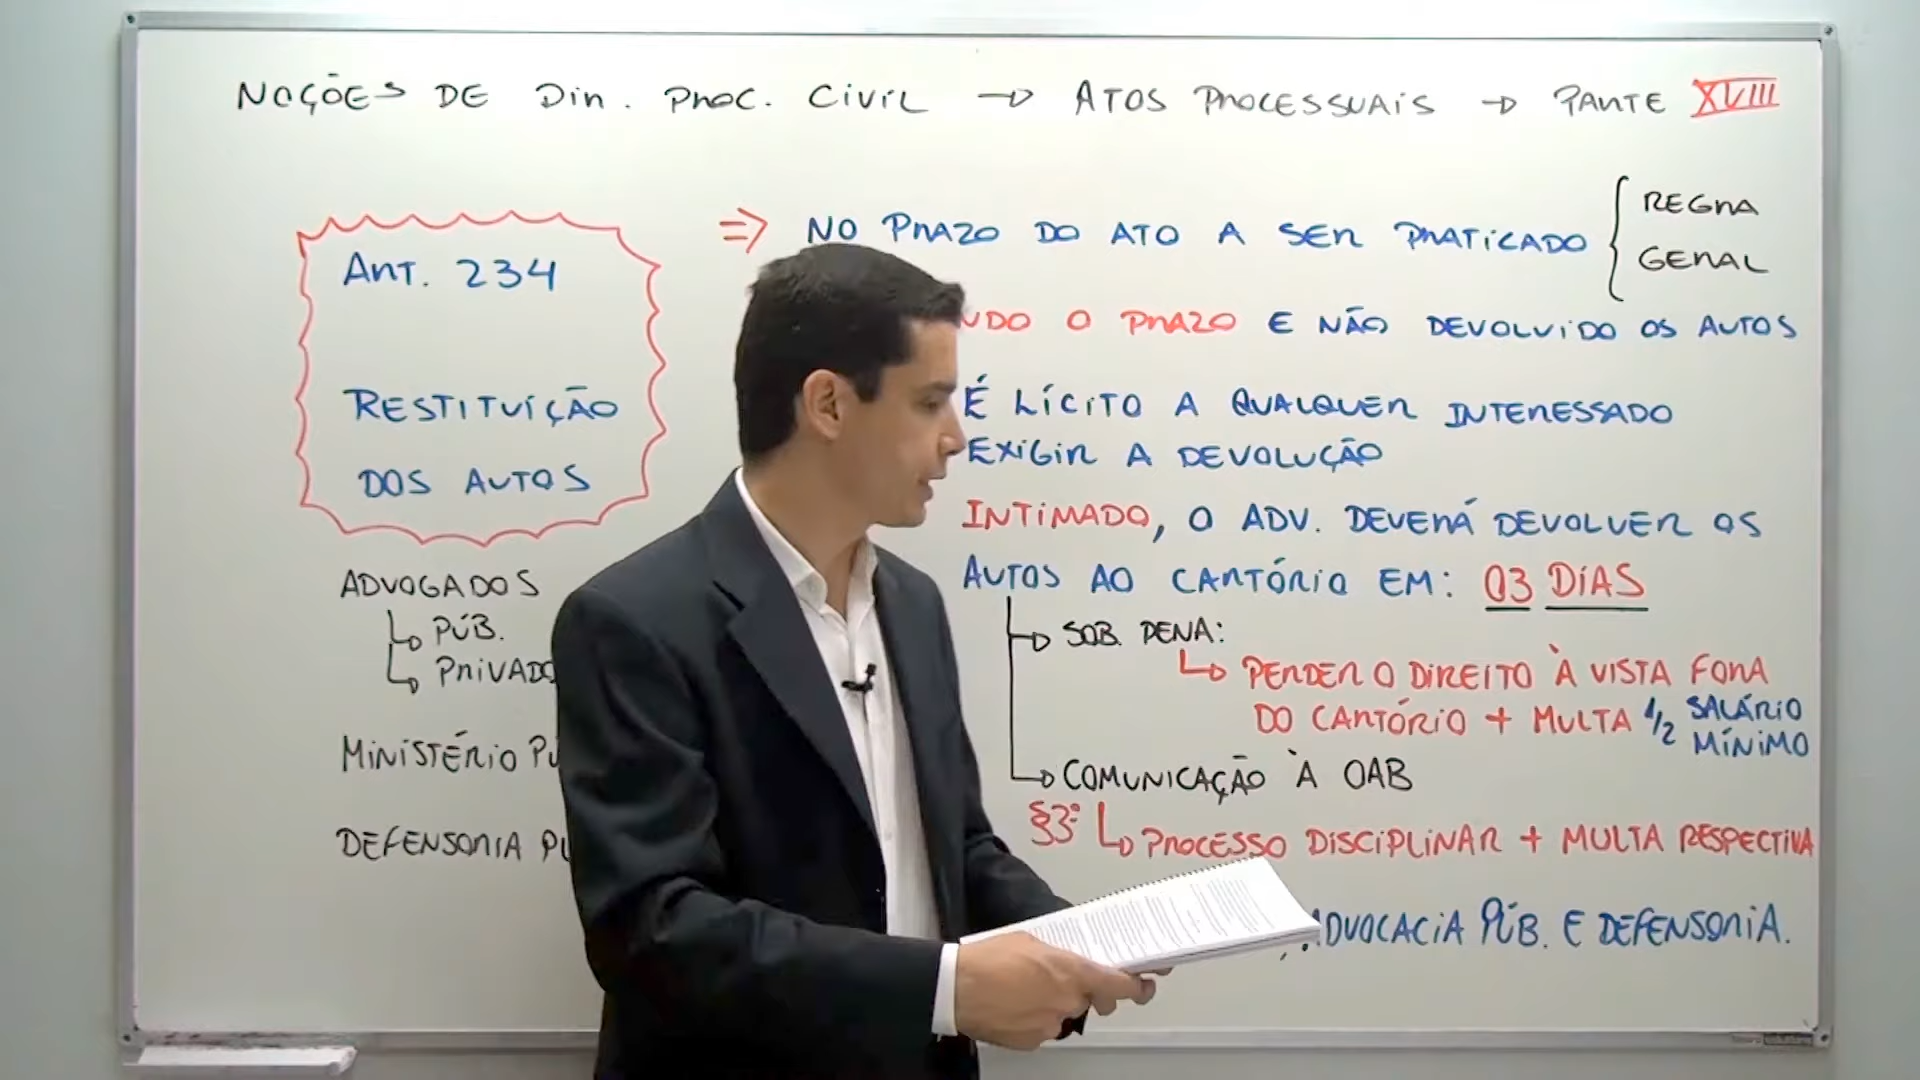 NOÇÕES DE DIR. PROC. CIVIL → ATOS PROCESSUAIS → PARTE XVIII
ART. 234
RESTITUIÇÃO
DOS AUTOS
ADVOGADOS
PÚB.
PRIVADO
MINISTÉRIO PÚ
DEFENSORIA PÚ
⇒ NO PRAZO DO ATO A SER PRATICADO { REGRA
GERAL
NDO O PRAZO E NÃO DEVOLVIDO OS AUTOS
É LÍCITO A QUALQUER INTERESSADO
EXIGIR A DEVOLUÇÃO
INTIMADO, O ADV. DEVERÁ DEVOLVER OS
AUTOS AO CARTÓRIO EM: 03 DIAS
SOB PENA:
PERDER O DIREITO À VISTA FORA
DO CARTÓRIO + MULTA 1/2 SALÁRIO
MÍNIMO
COMUNICAÇÃO À OAB
§3º PROCESSO DISCIPLINAR + MULTA RESPECTIVA
ADVOCACIA PÚB. E DEFENSORIA.